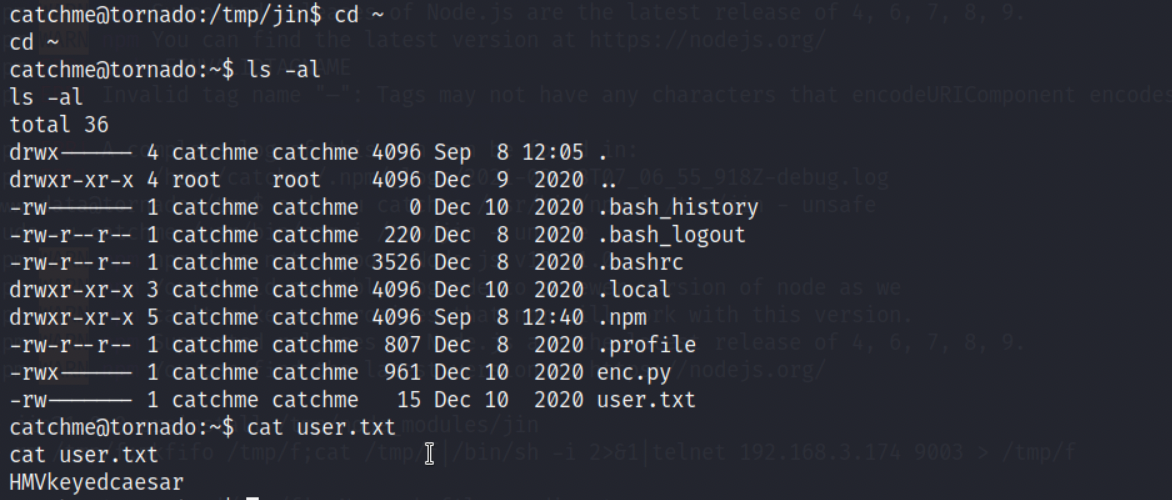 catchme@tornado:/tmp/jin$ cd ~
cd ~
catchme@tornado:~$ ls -al
ls -al
total 36
drwx------ 4 catchme catchme 4096 Sep  8 12:05 .
drwxr-xr-x 4 root    root    4096 Dec  9  2020 ..
-rw------- 1 catchme catchme    0 Dec 10  2020 .bash_history
-rw-r--r-- 1 catchme catchme  220 Dec  8  2020 .bash_logout
-rw-r--r-- 1 catchme catchme 3526 Dec  8  2020 .bashrc
drwxr-xr-x 3 catchme catchme 4096 Dec 10  2020 .local
drwxr-xr-x 5 catchme catchme 4096 Sep  8 12:40 .npm
-rw-r--r-- 1 catchme catchme  807 Dec  8  2020 .profile
-rwx------ 1 catchme catchme  961 Dec 10  2020 enc.py
-rw------- 1 catchme catchme   15 Dec 10  2020 user.txt
catchme@tornado:~$ cat user.txt
cat user.txt
HMVkeyedcaesar